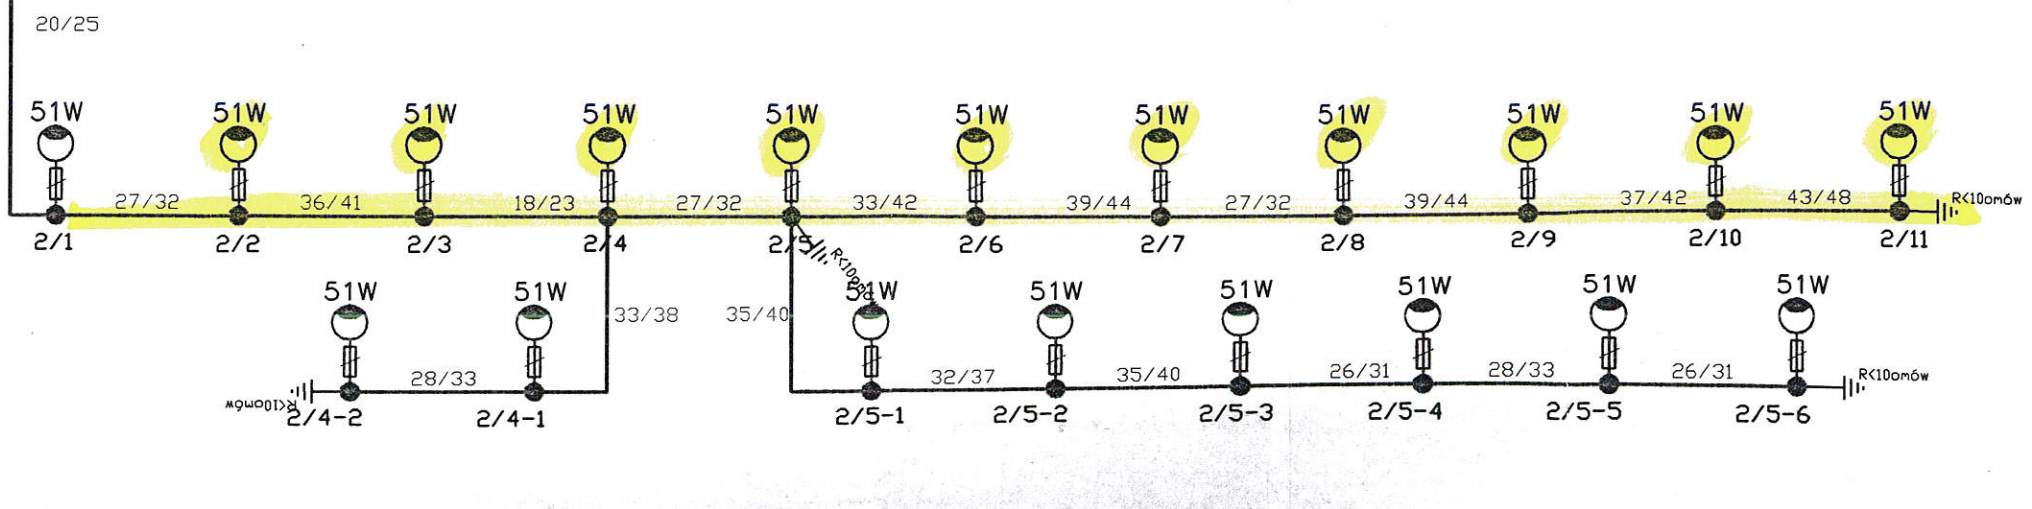 20/25
51W 51W 51W 51W 51W 51W 51W 51W 51W 51W 51W
27/32 36/41 18/23 27/32 33/42 39/44 27/32 39/44 37/42 43/48 R<10omów
2/1 2/2 2/3 2/4 2/5 2/6 2/7 2/8 2/9 2/10 2/11
R<10omów
51W 51W 51W 51W 51W 51W 51W 51W
33/38 35/40
28/33 32/37 35/40 26/31 28/33 26/31 R<10omów
R<10omów
2/4-2 2/4-1 2/5-1 2/5-2 2/5-3 2/5-4 2/5-5 2/5-6